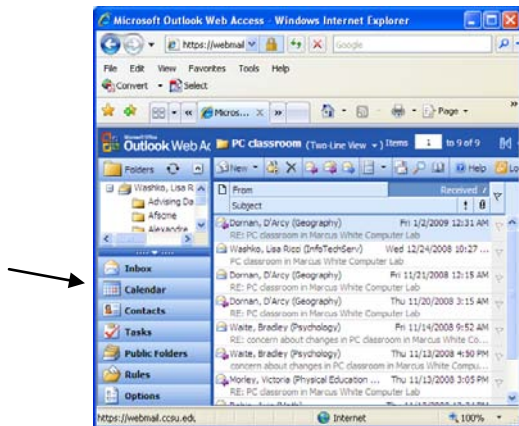 Microsoft Outlook Web Access - Windows Internet Explorer
https://webmail
Google
File Edit View Favorites Tools Help
Convert Select
Micros... Page
Microsoft Office
Outlook Web Ac PC classroom (Two-Line View) Items 1 to 9 of 9
Folders New Help Lo
Washko, Lisa R
Advising Da
Afsone
Alexandre
From Received
Subject
Dornan, D'Arcy (Geography) Fri 1/2/2009 12:31 AM
RE: PC classroom in Marcus White Computer Lab
Washko, Lisa Ricci (InfoTechServ) Wed 12/24/2008 10:27 ...
PC classroom in Marcus White Computer Lab
Dornan, D'Arcy (Geography) Fri 11/21/2008 12:15 AM
RE: PC classroom in Marcus White Computer Lab
Dornan, D'Arcy (Geography) Thu 11/20/2008 3:15 AM
RE: PC classroom in Marcus White Computer Lab
Waite, Bradley (Psychology) Fri 11/14/2008 9:52 AM
RE: concern about changes in PC classroom in Marcus White Co...
Waite, Bradley (Psychology) Thu 11/13/2008 4:50 PM
concern about changes in PC classroom in Marcus White Comput...
Morley, Victoria (Physical Education ... Thu 11/13/2008 3:05 PM
RE: PC classroom in Marcus White Computer Lab
Inbox
Calendar
Contacts
Tasks
Public Folders
Rules
Options
https://webmail.ccsu.edu, Internet 100%